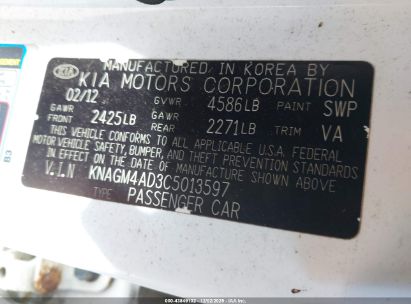 MANUFACTURED IN KOREA BY
KIA KIA MOTORS CORPORATION
02/12 GVWR 4586LB PAINT SWP
GAWR FRONT 2425LB GAWR REAR 2271LB TRIM VA
THIS VEHICLE CONFORMS TO ALL APPLICABLE U.S.A. FEDERAL
MOTOR VEHICLE SAFETY, BUMPER, AND THEFT PREVENTION STANDARDS
IN EFFECT ON THE DATE OF MANUFACTURE SHOWN ABOVE
V.I.N KNAGM4AD3C5013597
TYPE PASSENGER CAR
B3